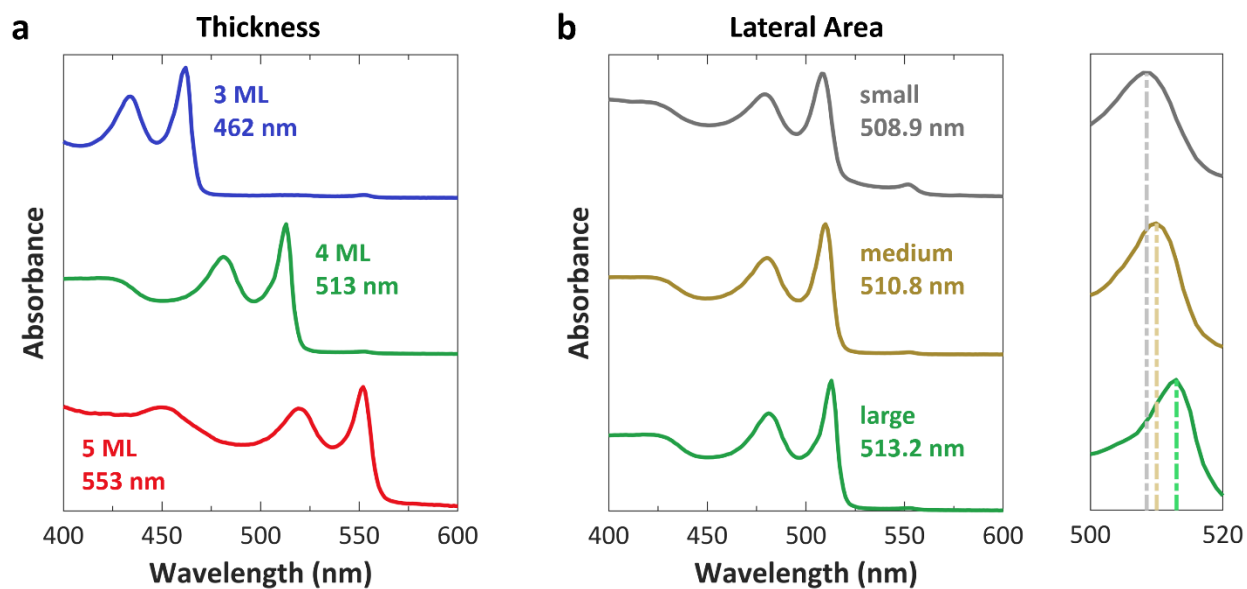 a
Thickness
3 ML
462 nm
4 ML
513 nm
5 ML
553 nm
Absorbance
400 450 500 550 600
Wavelength (nm)
b
Lateral Area
small
508.9 nm
medium
510.8 nm
large
513.2 nm
Absorbance
400 450 500 550 600
Wavelength (nm)
500 520